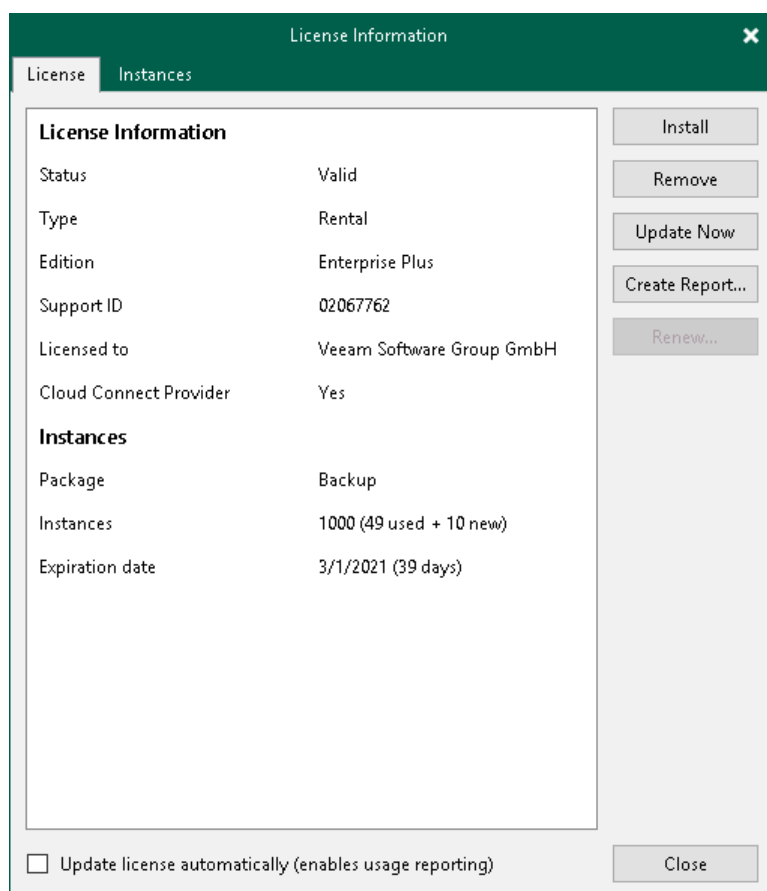 License Information
License Instances
License Information
Status Valid
Type Rental
Edition Enterprise Plus
Support ID 02067762
Licensed to Veeam Software Group GmbH
Cloud Connect Provider Yes
Instances
Package Backup
Instances 1000 (49 used + 10 new)
Expiration date 3/1/2021 (39 days)
Install
Remove
Update Now
Create Report...
Renew...
Update license automatically (enables usage reporting)
Close